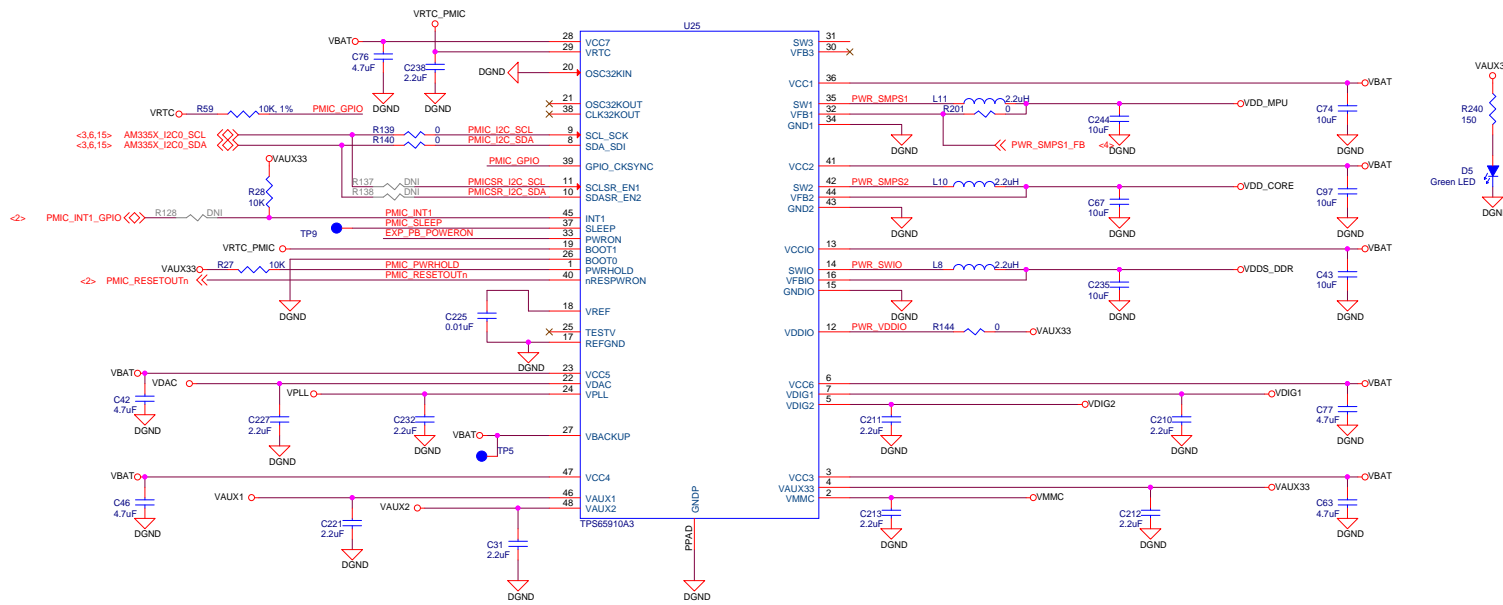 VRTC_PMIC
U25
VBAT
28
VCC7
29
VRTC
C76
4.7uF
C238
2.2uF
DGND
20
OSC32KIN
DGND
DGND
21
OSC32KOUT
38
CLK32KOUT
VRTC
R59
10K, 1%
PMIC_GPIO
<3,6,15>
AM335X_I2C0_SCL
R139
0
PMIC_I2C_SCL
9
SCL_SCK
<3,6,15>
AM335X_I2C0_SDA
R140
0
PMIC_I2C_SDA
8
SDA_SDI
VAUX33
PMIC_GPIO
39
GPIO_CKSYNC
R137
DNI
PMICSR_I2C_SCL
11
SCLSR_EN1
R138
DNI
PMICSR_I2C_SDA
10
SDASR_EN2
R28
10K
<2>
PMIC_INT1_GPIO
R128
DNI
PMIC_INT1
45
INT1
TP9
PMIC_SLEEP
37
SLEEP
EXP_PB_POWERON
33
PWRON
VRTC_PMIC
19
BOOT1
26
BOOT0
VAUX33
R27
10K
PMIC_PWRHOLD
1
PWRHOLD
<2>
PMIC_RESETOUTn
PMIC_RESETOUTn
40
nRESPWRON
DGND
C225
0.01uF
18
VREF
25
TESTV
17
REFGND
DGND
VBAT
23
VCC5
VDAC
22
VDAC
VPLL
24
VPLL
C42
4.7uF
DGND
C227
2.2uF
DGND
C232
2.2uF
DGND
VBAT
27
VBACKUP
TP5
VBAT
47
VCC4
VAUX1
46
VAUX1
VAUX2
48
VAUX2
C46
4.7uF
DGND
C221
2.2uF
DGND
C31
2.2uF
DGND
TPS65910A3
GNDP
PPAD
DGND
SW3
31
VFB3
30
VCC1
36
VBAT
SW1
35
PWR_SMPS1
L11
2.2uH
VDD_MPU
VFB1
32
R201
0
GND1
34
DGND
C244
10uF
DGND
C74
10uF
DGND
PWR_SMPS1_FB
<4>
VCC2
41
VBAT
SW2
42
PWR_SMPS2
L10
2.2uH
VDD_CORE
VFB2
44
GND2
43
DGND
C67
10uF
DGND
C97
10uF
DGND
VCCIO
13
VBAT
SWIO
14
PWR_SWIO
L8
2.2uH
VDDS_DDR
VFBIO
16
GNDIO
15
DGND
C235
10uF
DGND
C43
10uF
DGND
VDDIO
12
PWR_VDDIO
R144
0
VAUX33
VCC6
6
VBAT
VDIG1
7
VDIG1
VDIG2
5
VDIG2
C211
2.2uF
DGND
C210
2.2uF
DGND
C77
4.7uF
DGND
VCC3
3
VBAT
VAUX33
4
VAUX33
VMMC
2
VMMC
C213
2.2uF
DGND
C212
2.2uF
DGND
C63
4.7uF
DGND
R240
150
D5
Green LED